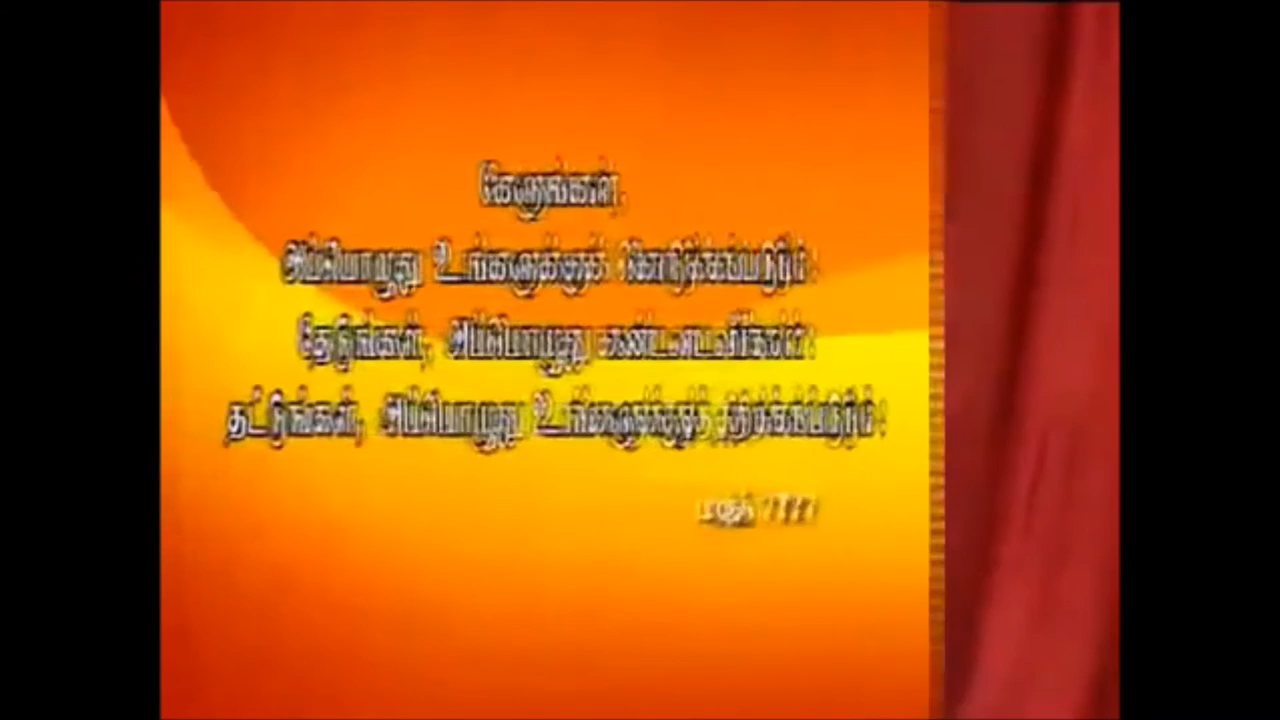 கேளுங்கள்,
அப்பொழுது உங்களுக்குக் கொடுக்கப்படும்;
தேடுங்கள், அப்பொழுது கண்டடைவீர்கள்;
தட்டுங்கள், அப்பொழுது உங்களுக்குத் திறக்கப்படும்;
மத் 7